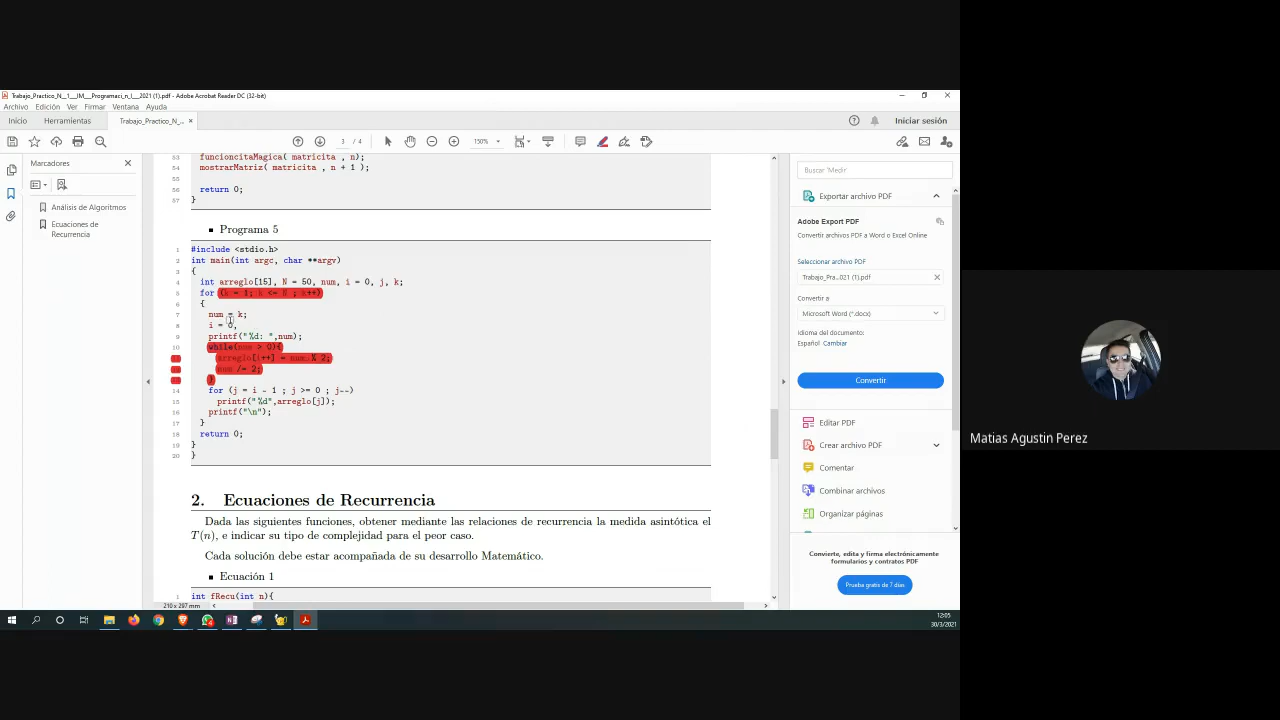 Trabajo_Practico_N__1__IM__Programaci_n_I__2021 (1).pdf - Adobe Acrobat Reader DC (32-bit)
Archivo Edición Ver Firmar Ventana Ayuda
Inicio Herramientas Trabajo_Practico_N_... × Iniciar sesión
3 / 4 150%
Marcadores
Análisis de Algoritmos
Ecuaciones de
Recurrencia
53 funcioncitaMagica( matricita , n);
54 mostrarMatriz( matricita , n + 1 );
55
56 return 0;
57 }
Programa 5
1 #include <stdio.h>
2 int main(int argc, char **argv)
3 {
4 int arreglo[15], N = 50, num, i = 0, j, k;
5 for (k = 1; k <= N ; k++)
6 {
7 num = k;
8 i = 0;
9 printf("%d: ",num);
10 while(num > 0){
arreglo[i++] = num % 2;
num /= 2;
}
14 for (j = i - 1 ; j >= 0 ; j--)
15 printf("%d",arreglo[j]);
16 printf("\n");
17 }
18 return 0;
19 }
20 }
2. Ecuaciones de Recurrencia
Dada las siguientes funciones, obtener mediante las relaciones de recurrencia la medida asintótica el
T(n), e indicar su tipo de complejidad para el peor caso.
Cada solución debe estar acompañada de su desarrollo Matemático.
Ecuación 1
1 int fRecu(int n){
210 x 297 mm
Buscar 'Medir'
Exportar archivo PDF
Adobe Export PDF
Convertir archivos PDF a Word o Excel Online
Seleccionar archivo PDF
Trabajo_Pra...021 (1).pdf
Convertir a
Microsoft Word (*.docx)
Idioma del documento:
Español Cambiar
Convertir
Editar PDF
Crear archivo PDF
Comentar
Combinar archivos
Organizar páginas
Convierte, edita y firma electrónicamente
formularios y contratos PDF
Prueba gratis de 7 días
12:05
30/3/2021
Matias Agustin Perez